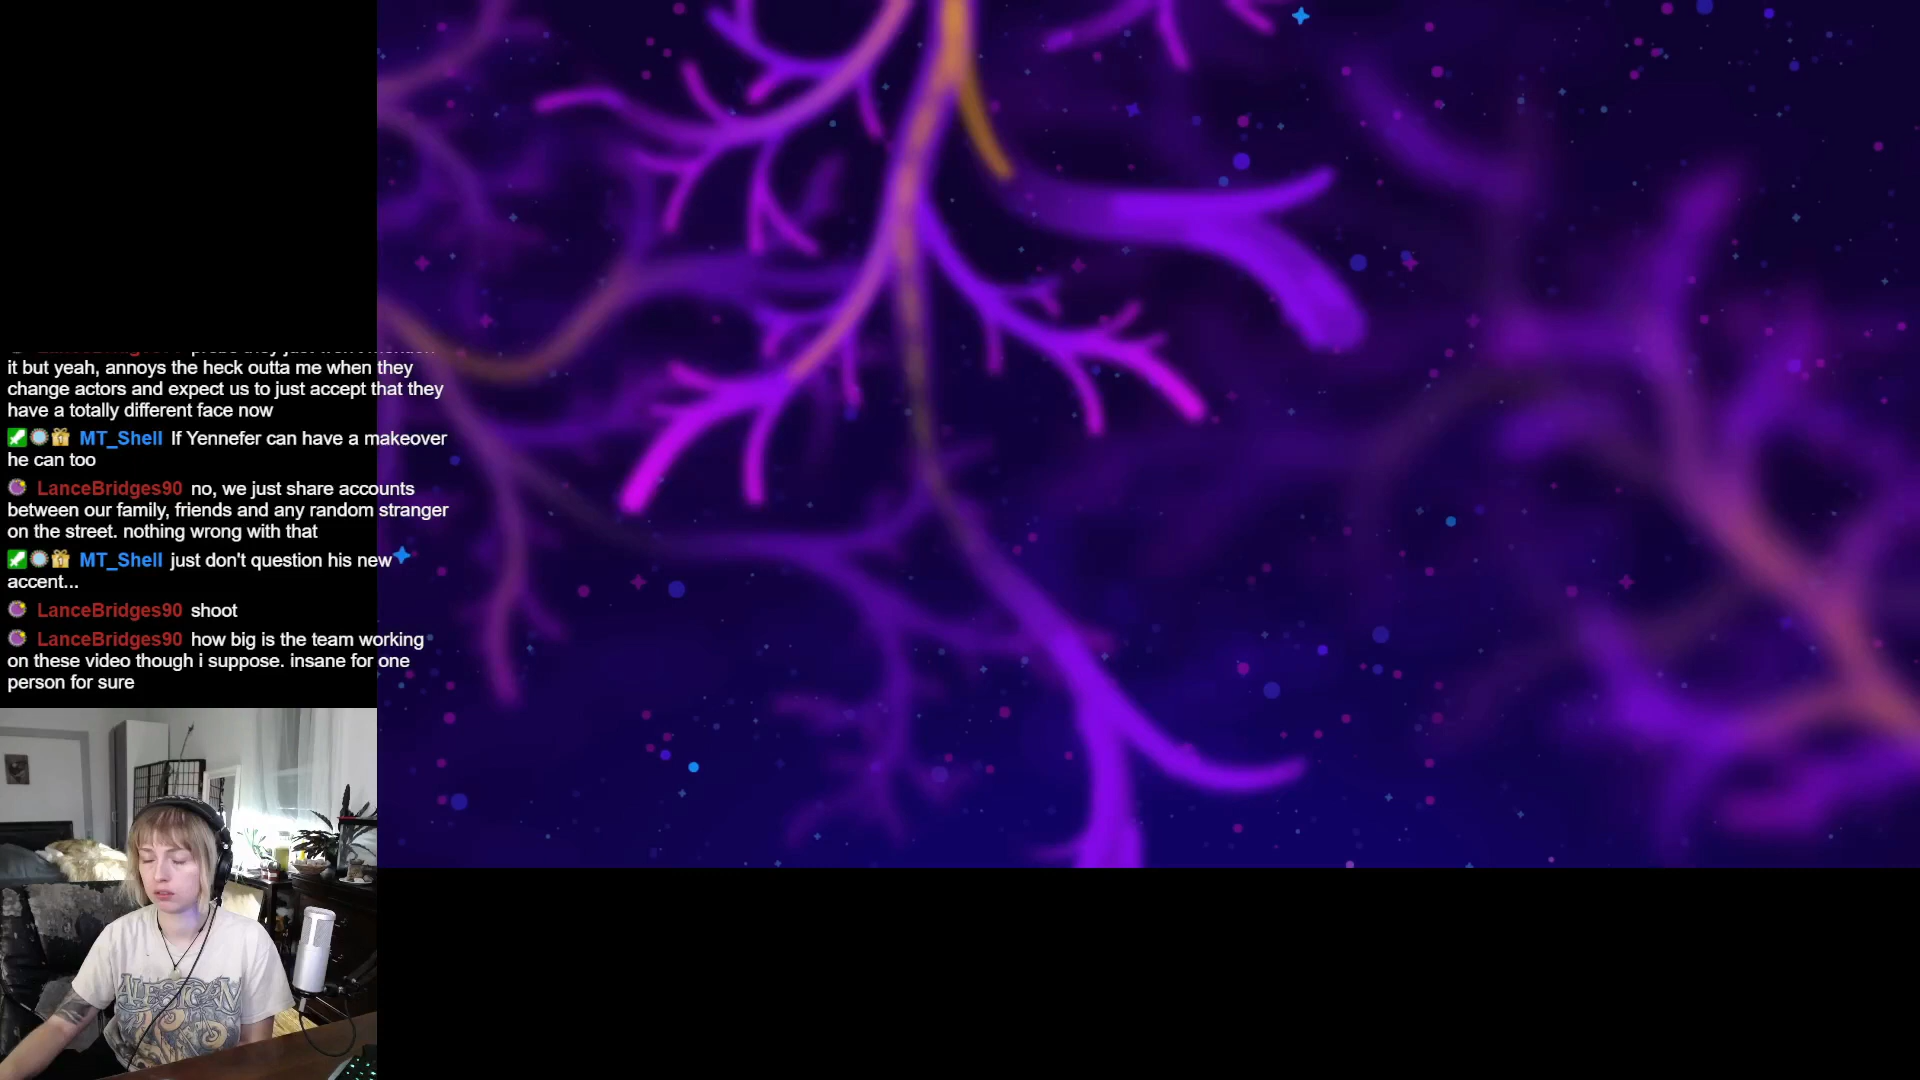 it but yeah, annoys the heck outta me when they
change actors and expect us to just accept that they
have a totally different face now
MT_Shell If Yennefer can have a makeover
he can too
LanceBridges90 no, we just share accounts
between our family, friends and any random stranger
on the street. nothing wrong with that
MT_Shell just don't question his new
accent...
LanceBridges90 shoot
LanceBridges90 how big is the team working
on these video though i suppose. insane for one
person for sure
ALESTORM